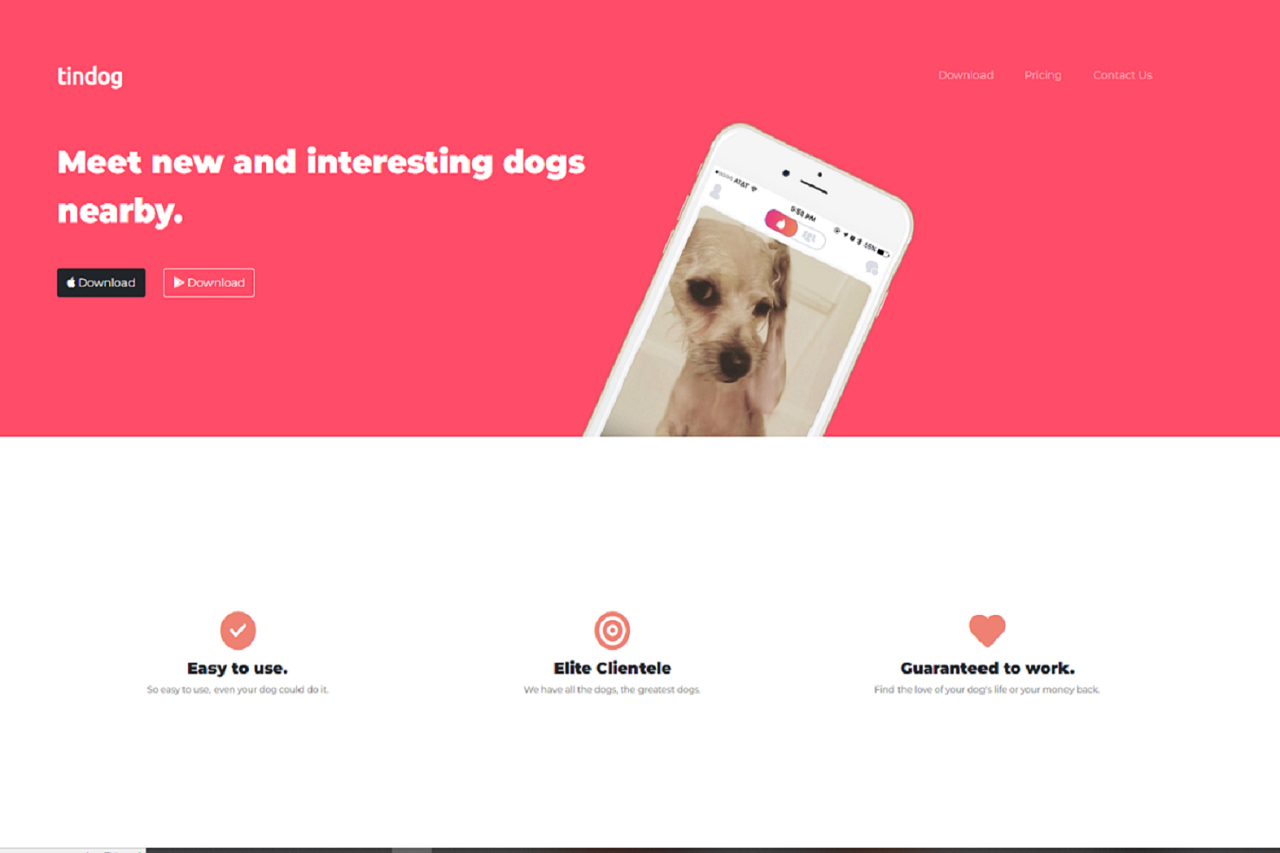 tindog
Download Pricing Contact Us
Meet new and interesting dogs
nearby.
Download Download
AT&T
5:58 PM
Easy to use.
So easy to use, even your dog could do it.
Elite Clientele
We have all the dogs, the greatest dogs.
Guaranteed to work.
Find the love of your dog's life or your money back.